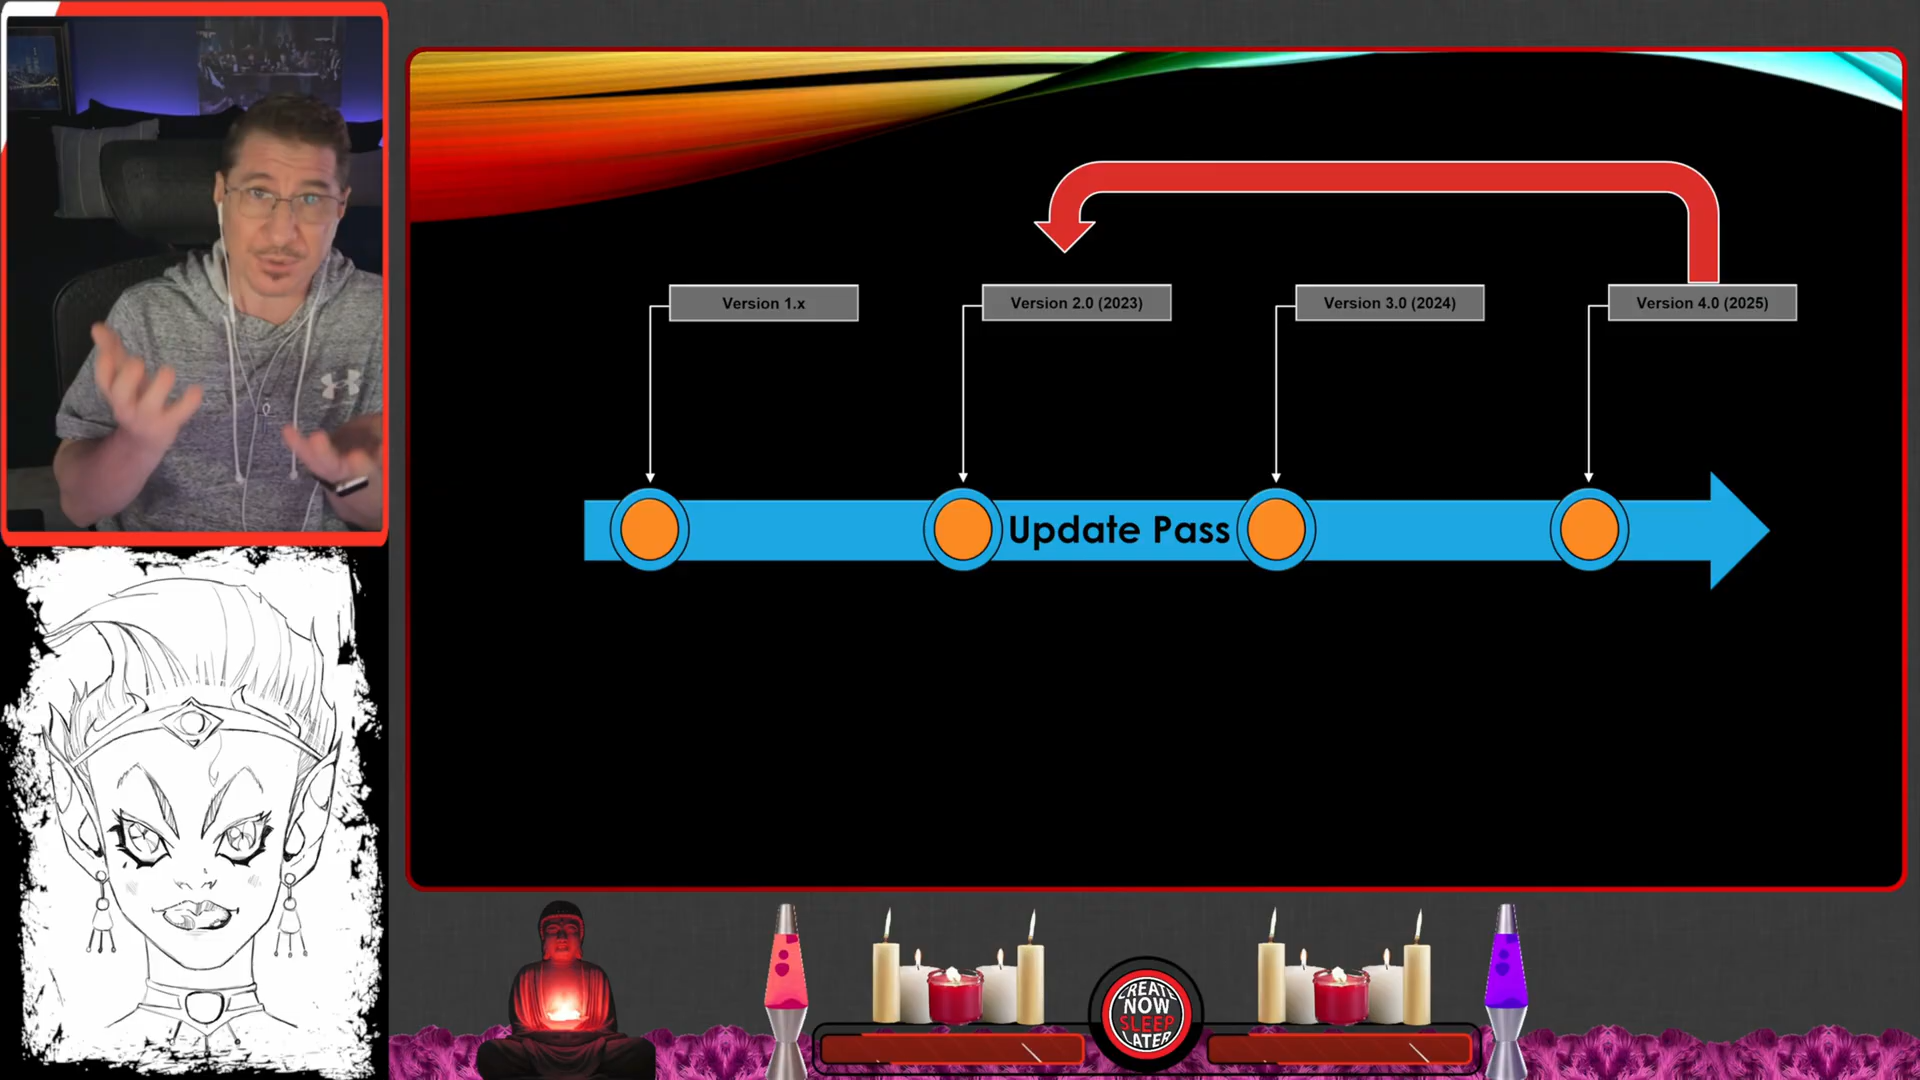 Version 1.x
Version 2.0 (2023)
Version 3.0 (2024)
Version 4.0 (2025)
Update Pass
CREATE
NOW
SLEEP
LATER